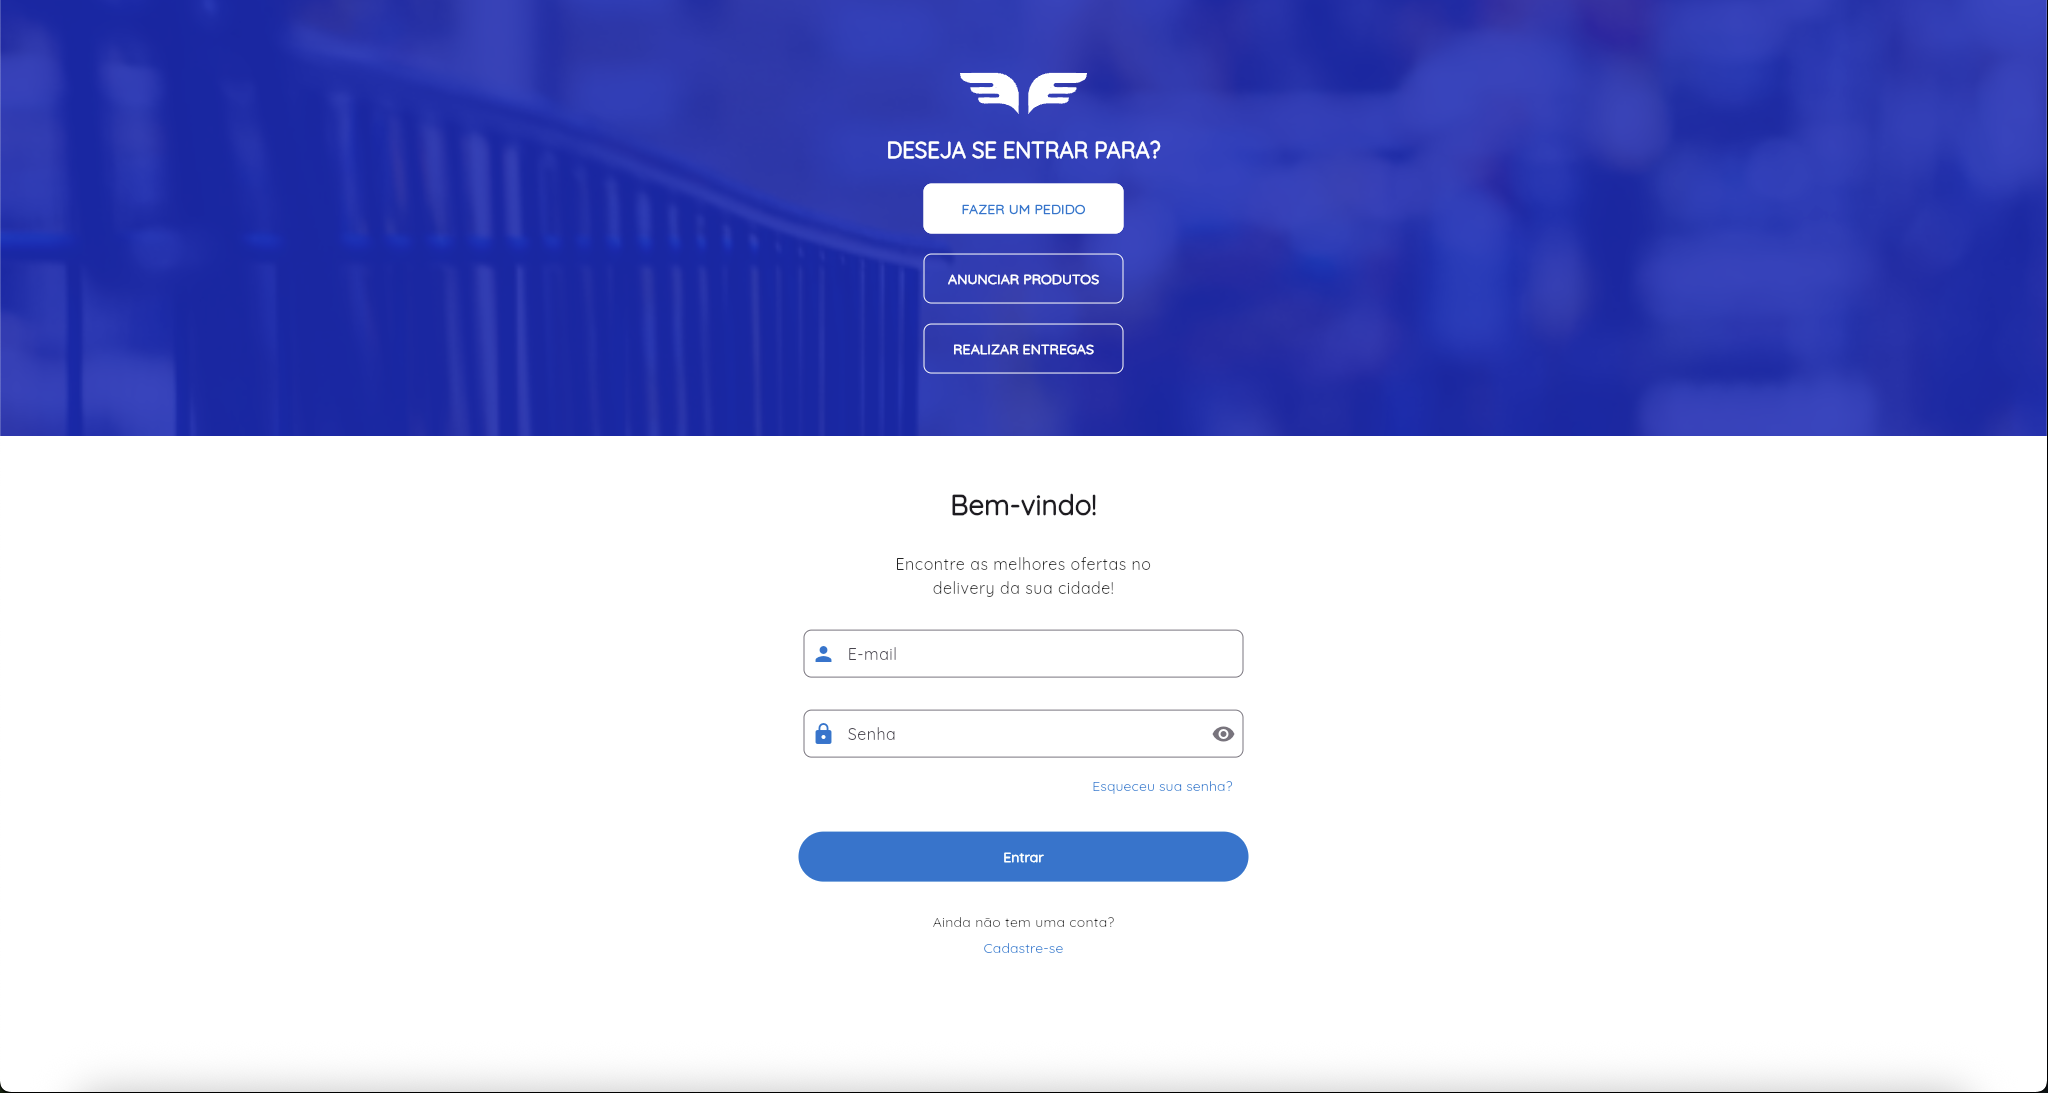 DESEJA SE ENTRAR PARA?
FAZER UM PEDIDO
ANUNCIAR PRODUTOS
REALIZAR ENTREGAS
Bem-vindo!
Encontre as melhores ofertas no
delivery da sua cidade!
E-mail
Senha
Esqueceu sua senha?
Entrar
Ainda não tem uma conta?
Cadastre-se